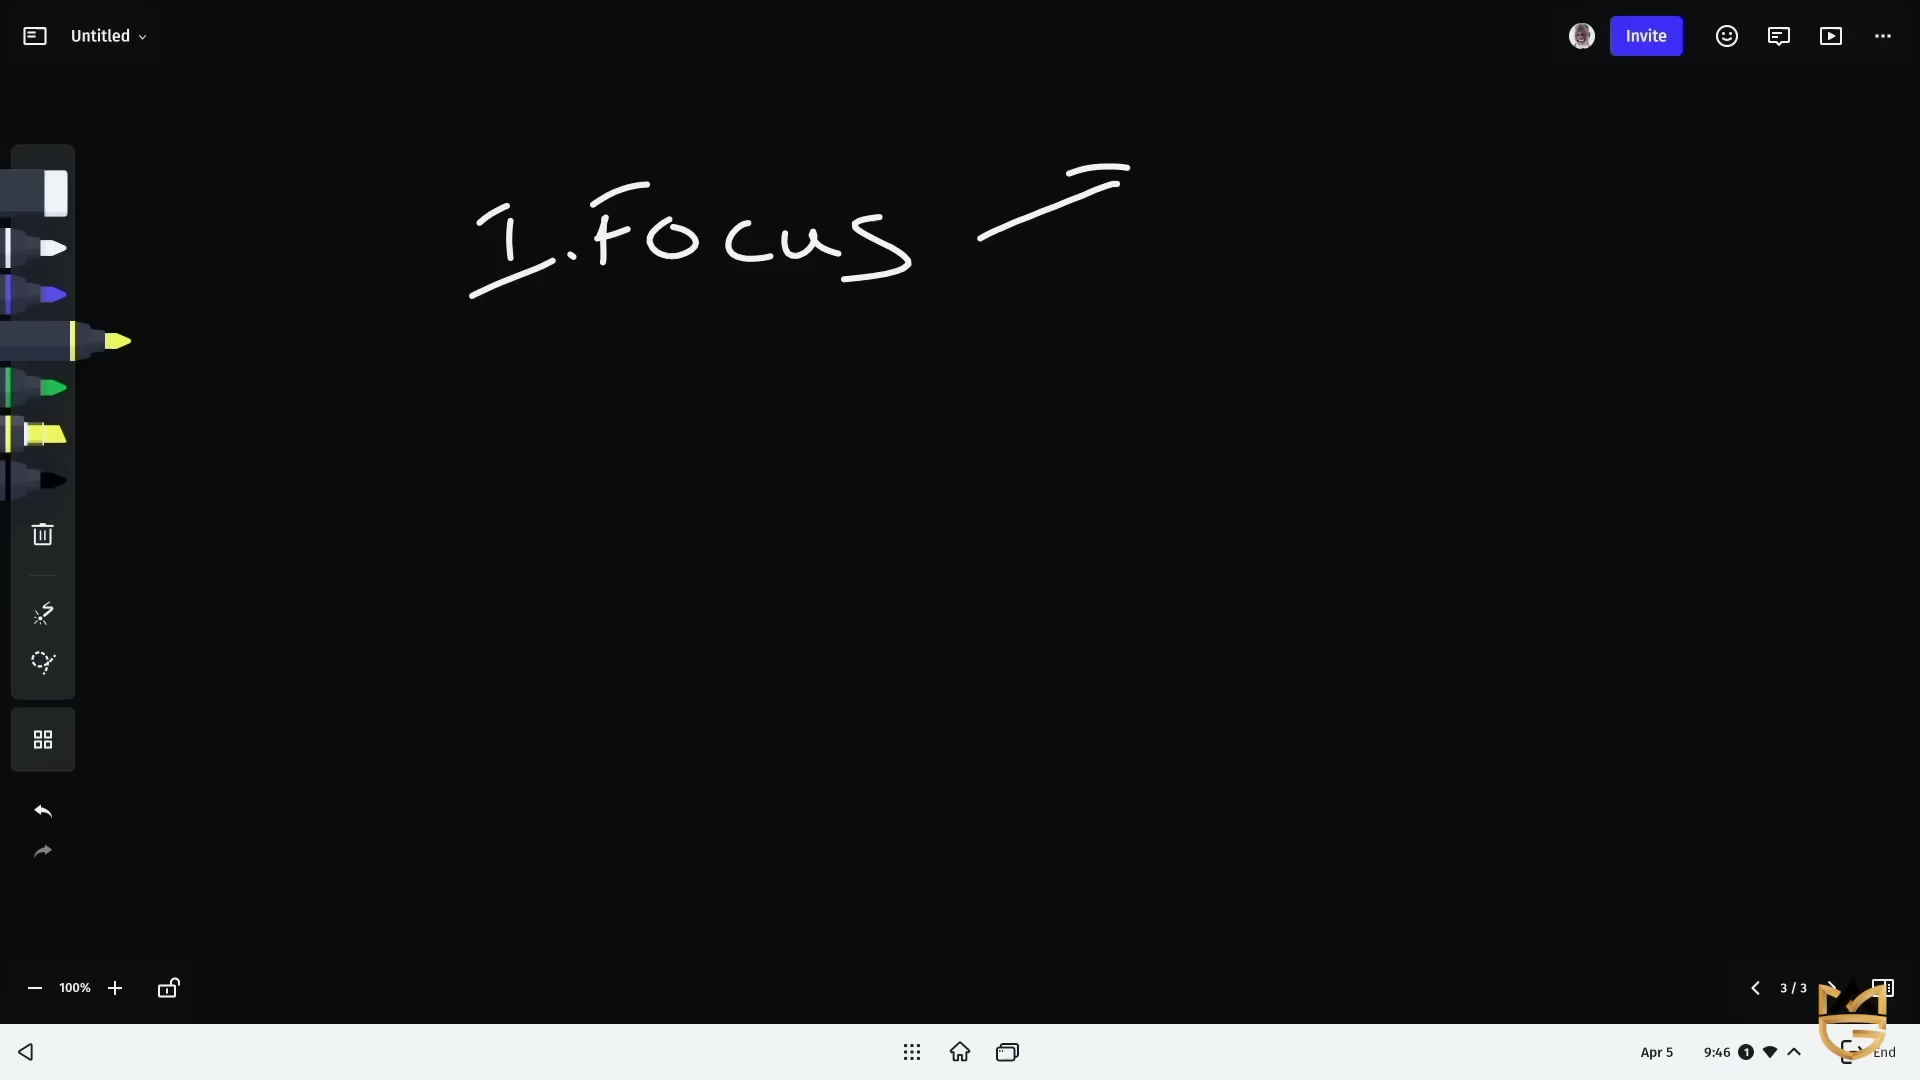 Untitled
Invite
I. Focus
100%
3 / 3
Apr 5
9:46
1
End